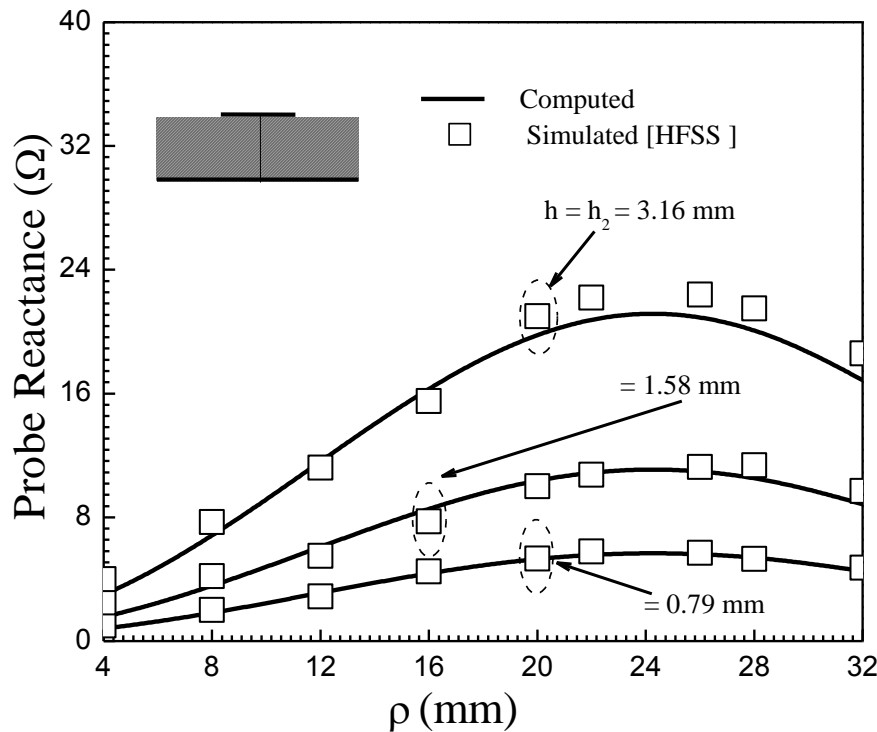 40
32
24
16
8
0
Probe Reactance (Ω)
Computed
Simulated [HFSS ]
h = h₂ = 3.16 mm
= 1.58 mm
= 0.79 mm
4 8 12 16 20 24 28 32
ρ (mm)